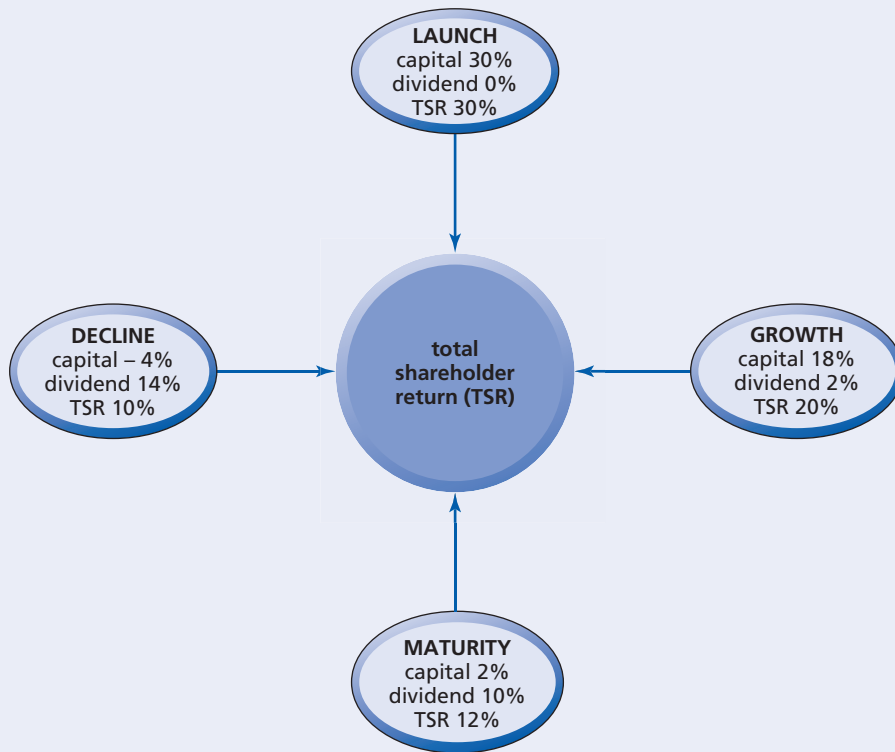 LAUNCH
capital 30%
dividend 0%
TSR 30%
DECLINE
capital – 4%
dividend 14%
TSR 10%
total
shareholder
return (TSR)
GROWTH
capital 18%
dividend 2%
TSR 20%
MATURITY
capital 2%
dividend 10%
TSR 12%